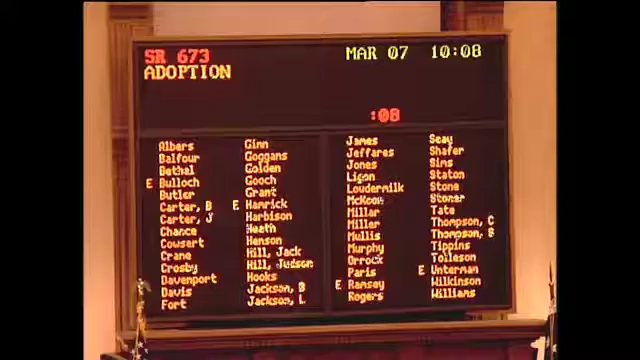 SR 673
MAR 07 10:08
ADOPTION
:08
Albers
Balfour
Bethel
E Bulloch
Butler
Carter, B
Carter, J
Chance
Cowsert
Crane
Crosby
Davenport
Davis
Fort
Ginn
Goggans
Golden
Gooch
Grant
E Hamrick
Harbison
Heath
Henson
Hill, Jack
Hill, Judson
Hooks
Jackson, B
Jackson, L
James
Jeffares
Jones
Ligon
Loudermilk
McKoon
Millar
Miller
Mullis
Murphy
Orrock
Paris
E Ramsey
Rogers
Seay
Shafer
Sims
Staton
Stone
Stoner
Tate
Thompson, C
Thompson, S
Tippins
Tolleson
E Unterman
Wilkinson
Williams